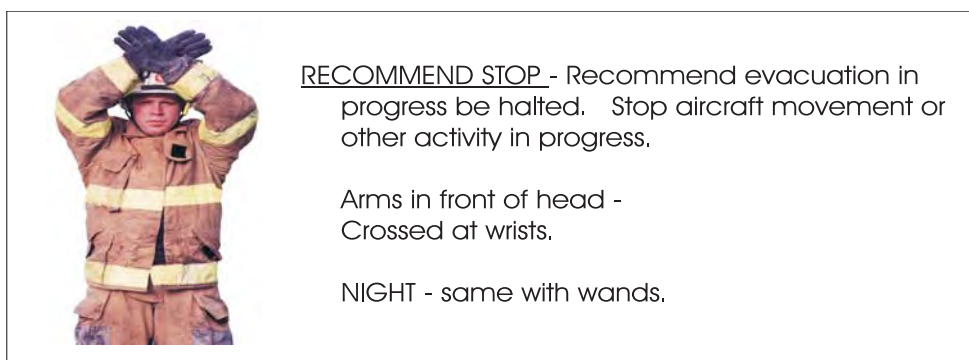 RECOMMEND STOP - Recommend evacuation in
progress be halted. Stop aircraft movement or
other activity in progress.
Arms in front of head -
Crossed at wrists.
NIGHT - same with wands.